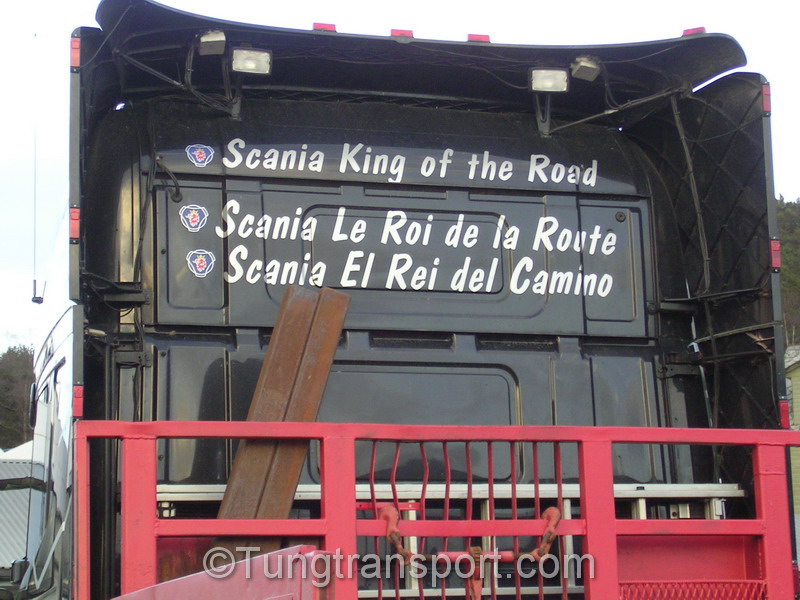 Scania King of the Road
Scania Le Roi de la Route
Scania El Rei del Camino
©Tungtransport.com